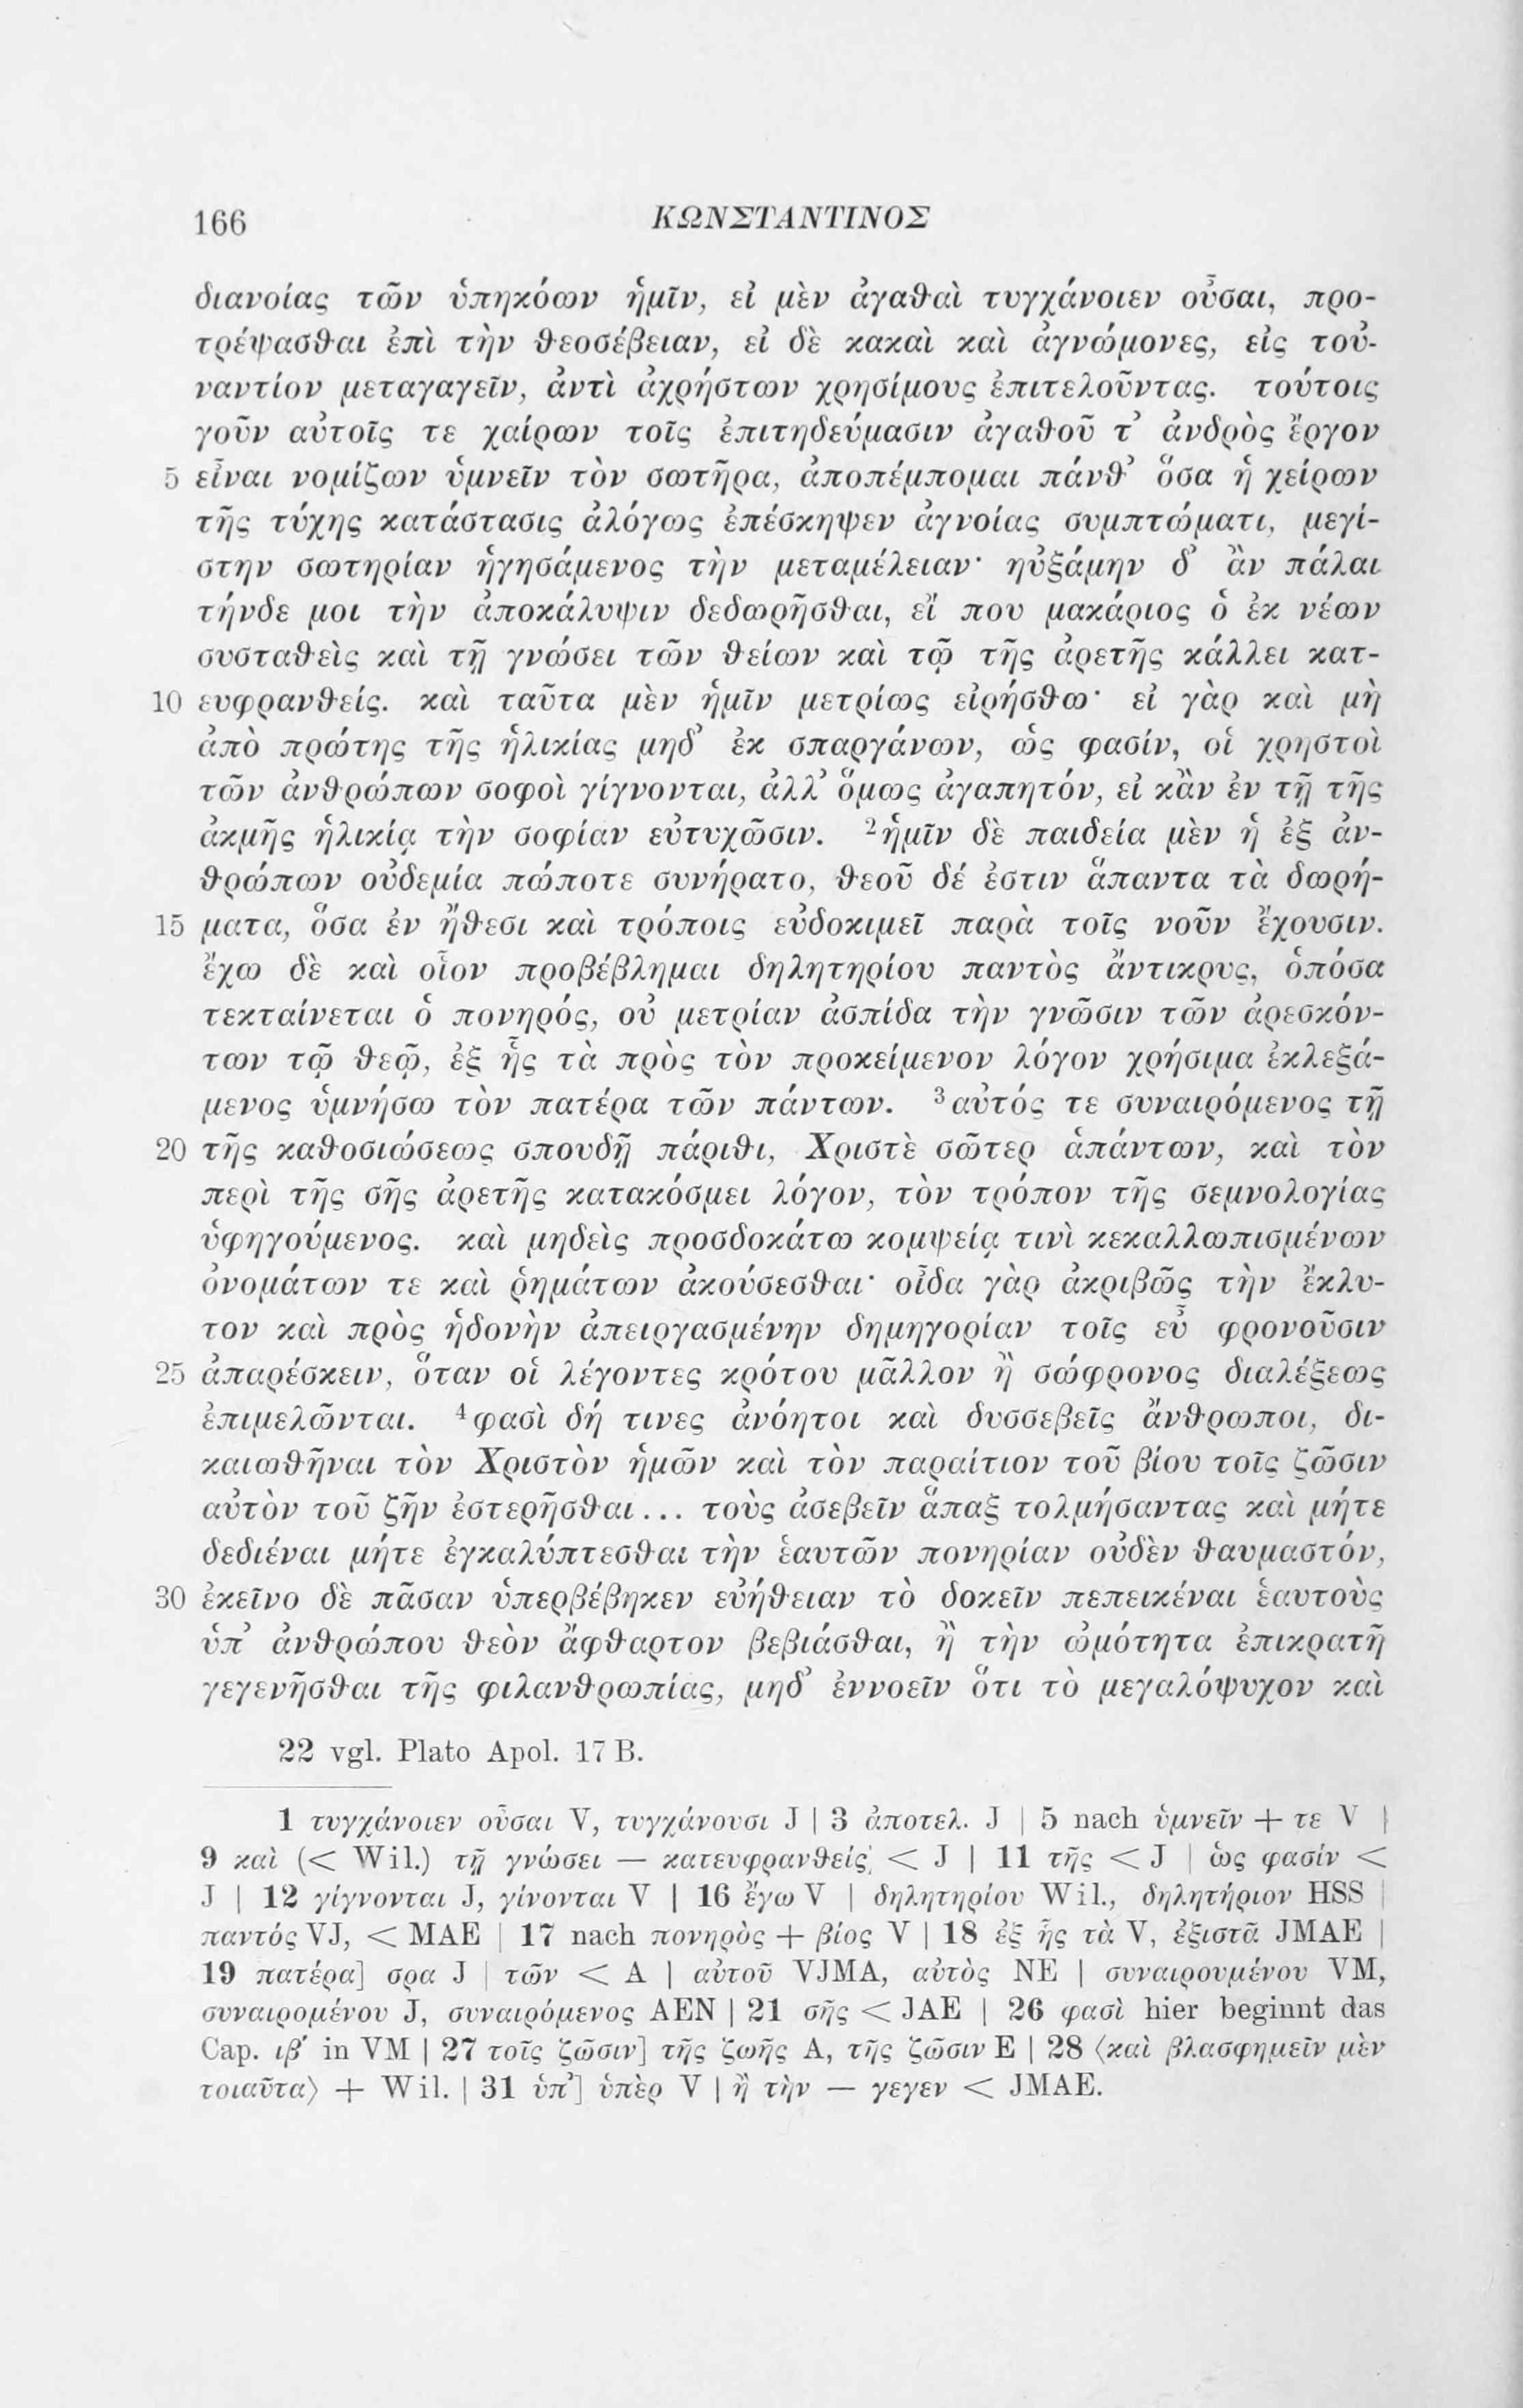 166 ΚΩΝΣΤΑΝΤΙΝΟΣ
διανοίας τῶν ὑπηκόων ἡμῖν, εἰ μὲν ἀγαθαὶ τυγχάνοιεν οὖσαι, προ-
τρέψασθαι ἐπὶ τὴν θεοσέβειαν, εἰ δὲ κακαὶ καὶ ἀγνώμονες, εἰς τοὐ-
ναντίον μεταγαγεῖν, ἀντὶ ἀχρήστων χρησίμους ἐπιτελοῦντας. τούτοις
γοῦν αὐτοῖς τε χαίρων τοῖς ἐπιτηδεύμασιν ἀγαθοῦ τ’ ἀνδρὸς ἔργον
5 εἶναι νομίζων ὑμνεῖν τὸν σωτῆρα, ἀποπέμπομαι πάνθ’ ὅσα ἡ χείρων
τῆς τύχης κατάστασις ἀλόγως ἐπέσκηψεν ἀγνοίας συμπτώματι, μεγί-
στην σωτηρίαν ἡγησάμενος τὴν μεταμέλειαν· ηὐξάμην δ’ ἂν πάλαι
τήνδε μοι τὴν ἀποκάλυψιν δεδωρῆσθαι, εἴ που μακάριος ὁ ἐκ νέων
συσταθεὶς καὶ τῇ γνώσει τῶν θείων καὶ τῷ τῆς ἀρετῆς κάλλει κατ-
10 ευφρανθείς. καὶ ταῦτα μὲν ἡμῖν μετρίως εἰρήσθω· εἰ γὰρ καὶ μὴ
ἀπὸ πρώτης τῆς ἡλικίας μηδ’ ἐκ σπαργάνων, ὥς φασίν, οἱ χρηστοὶ
τῶν ἀνθρώπων σοφοὶ γίγνονται, ἀλλ’ ὅμως ἀγαπητόν, εἰ κἂν ἐν τῇ τῆς
ἀκμῆς ἡλικίᾳ τὴν σοφίαν εὐτυχῶσιν. ²ἡμῖν δὲ παιδεία μὲν ἡ ἐξ ἀν-
θρώπων οὐδεμία πώποτε συνήρατο, θεοῦ δέ ἐστιν ἅπαντα τὰ δωρή-
15 ματα, ὅσα ἐν ἤθεσι καὶ τρόποις εὐδοκιμεῖ παρὰ τοῖς νοῦν ἔχουσιν.
ἔχω δὲ καὶ οἷον προβέβλημαι δηλητηρίου παντὸς ἄντικρυς, ὁπόσα
τεκταίνεται ὁ πονηρός, οὐ μετρίαν ἀσπίδα τὴν γνῶσιν τῶν ἀρεσκόν-
των τῷ θεῷ, ἐξ ἧς τὰ πρὸς τὸν προκείμενον λόγον χρήσιμα ἐκλεξά-
μενος ὑμνήσω τὸν πατέρα τῶν πάντων. ³αὐτός τε συναιρόμενος τῇ
20 τῆς καθοσιώσεως σπουδῇ πάριθι, Χριστὲ σῶτερ ἁπάντων, καὶ τὸν
περὶ τῆς σῆς ἀρετῆς κατακόσμει λόγον, τὸν τρόπον τῆς σεμνολογίας
ὑφηγούμενος. καὶ μηδεὶς προσδοκάτω κομψείᾳ τινὶ κεκαλλωπισμένων
ὀνομάτων τε καὶ ῥημάτων ἀκούσεσθαι· οἶδα γὰρ ἀκριβῶς τὴν ἔκλυ-
τον καὶ πρὸς ἡδονὴν ἀπειργασμένην δημηγορίαν τοῖς εὖ φρονοῦσιν
25 ἀπαρέσκειν, ὅταν οἱ λέγοντες κρότου μᾶλλον ἢ σώφρονος διαλέξεως
ἐπιμελῶνται. ⁴φασὶ δή τινες ἀνόητοι καὶ δυσσεβεῖς ἄνθρωποι, δι-
καιωθῆναι τὸν Χριστὸν ἡμῶν καὶ τὸν παραίτιον τοῦ βίου τοῖς ζῶσιν
αὐτὸν τοῦ ζῆν ἐστερῆσθαι... τοὺς ἀσεβεῖν ἅπαξ τολμήσαντας καὶ μήτε
δεδιέναι μήτε ἐγκαλύπτεσθαι τὴν ἑαυτῶν πονηρίαν οὐδὲν θαυμαστόν,
30 ἐκεῖνο δὲ πᾶσαν ὑπερβέβηκεν εὐήθειαν τὸ δοκεῖν πεπεικέναι ἑαυτοὺς
ὑπ’ ἀνθρώπου θεὸν ἄφθαρτον βεβιάσθαι, ἢ τὴν ὠμότητα ἐπικρατῆ
γεγενῆσθαι τῆς φιλανθρωπίας, μηδ’ ἐννοεῖν ὅτι τὸ μεγαλόψυχον καὶ
22 vgl. Plato Apol. 17 B.
1 τυγχάνοιεν οὖσαι V, τυγχάνουσι J | 3 ἀποτελ. J | 5 nach ὑμνεῖν + τε V |
9 καὶ (< Wil.) τῇ γνώσει — κατευφρανθείς < J | 11 τῆς < J | ὥς φασίν <
J | 12 γίγνονται J, γίνονται V | 16 ἔγω V | δηλητηρίου Wil., δηλητήριον HSS |
παντός VJ, < MAE | 17 nach πονηρὸς + βίος V | 18 ἐξ ἧς τὰ V, ἐξιστᾶ JMAE |
19 πατέρα] σρα J | τῶν < A | αὐτοῦ VJMA, αὐτὸς NE | συναιρουμένου VM,
συναιρομένου J, συναιρόμενος AEN | 21 σῆς < JAE | 26 φασὶ hier beginnt das
Cap. ιβ′ in VM | 27 τοῖς ζῶσιν] τῆς ζωῆς A, τῆς ζῶσιν E | 28 ⟨καὶ βλασφημεῖν μὲν
τοιαῦτα⟩ + Wil. | 31 ὑπ’] ὑπὲρ V | ἢ τὴν — γεγεν < JMAE.